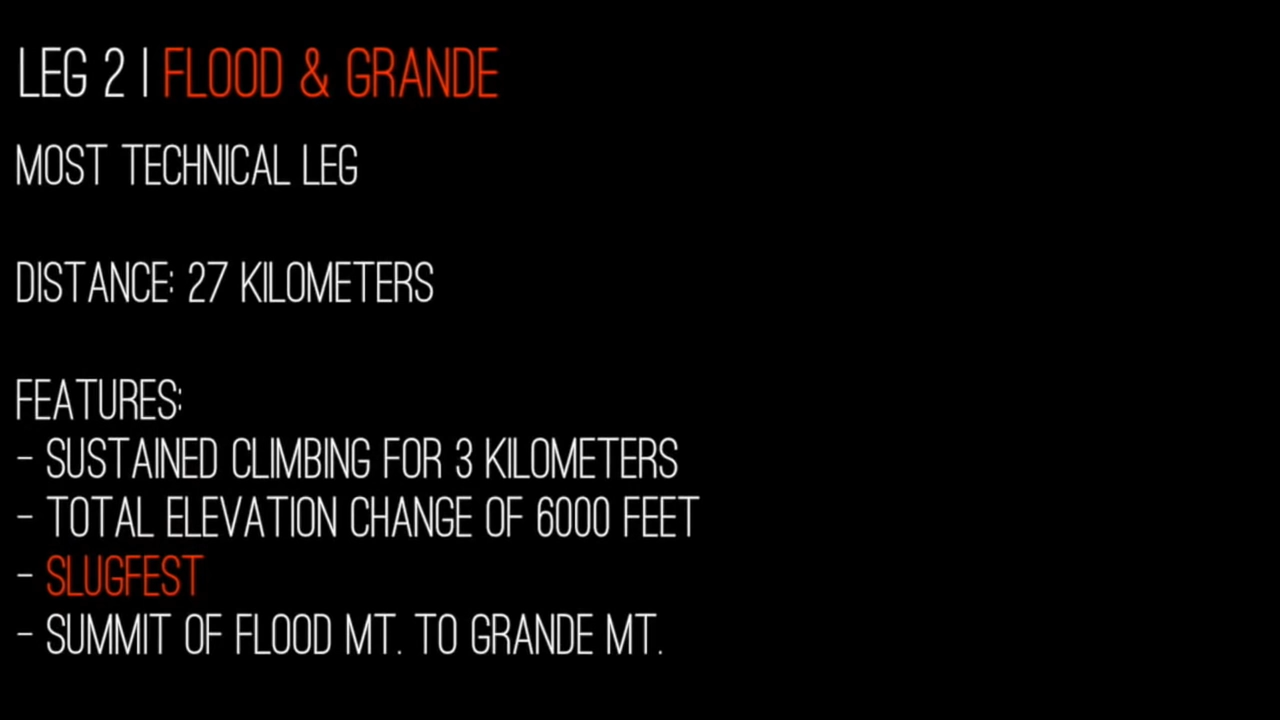 LEG 2 | FLOOD & GRANDE
MOST TECHNICAL LEG
DISTANCE: 27 KILOMETERS
FEATURES:
- SUSTAINED CLIMBING FOR 3 KILOMETERS
- TOTAL ELEVATION CHANGE OF 6000 FEET
- SLUGFEST
- SUMMIT OF FLOOD MT. TO GRANDE MT.